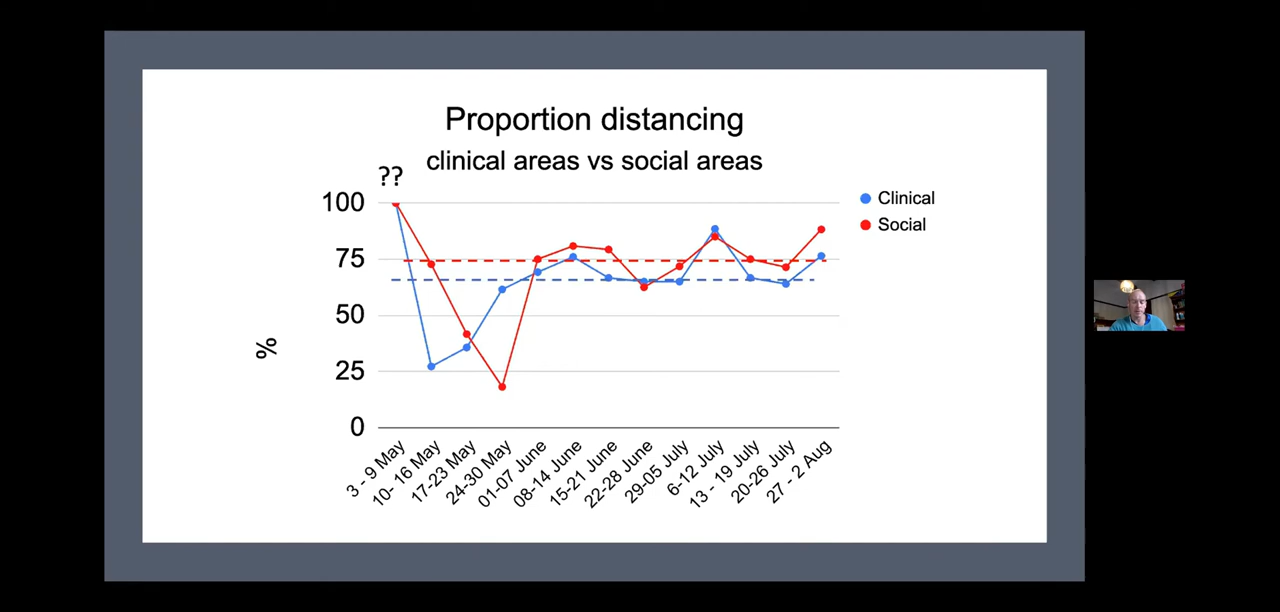 Proportion distancing
clinical areas vs social areas
??
100
75
50
25
0
%
Clinical
Social
3 - 9 May
10- 16 May
17-23 May
24-30 May
01-07 June
08-14 June
15-21 June
22-28 June
29-05 July
6-12 July
13 - 19 July
20-26 July
27 - 2 Aug